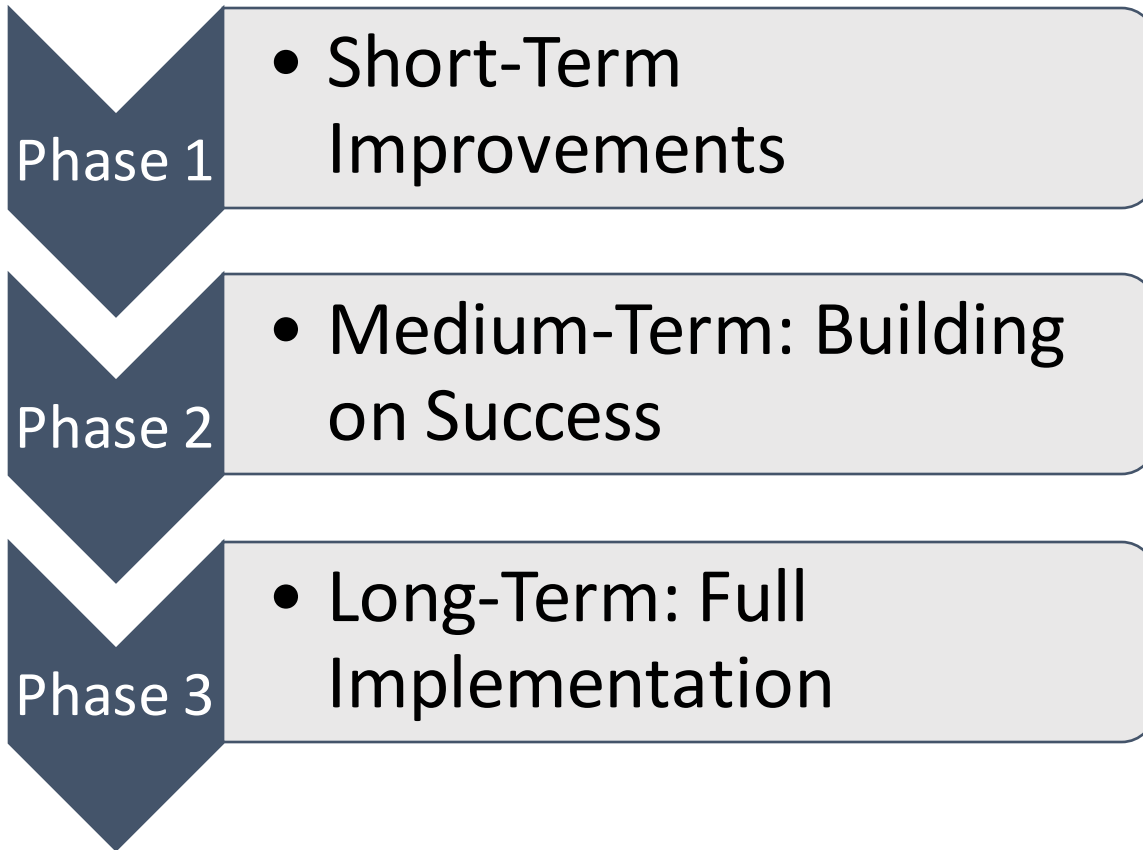 Phase 1
• Short-Term
Improvements
Phase 2
• Medium-Term: Building
on Success
Phase 3
• Long-Term: Full
Implementation